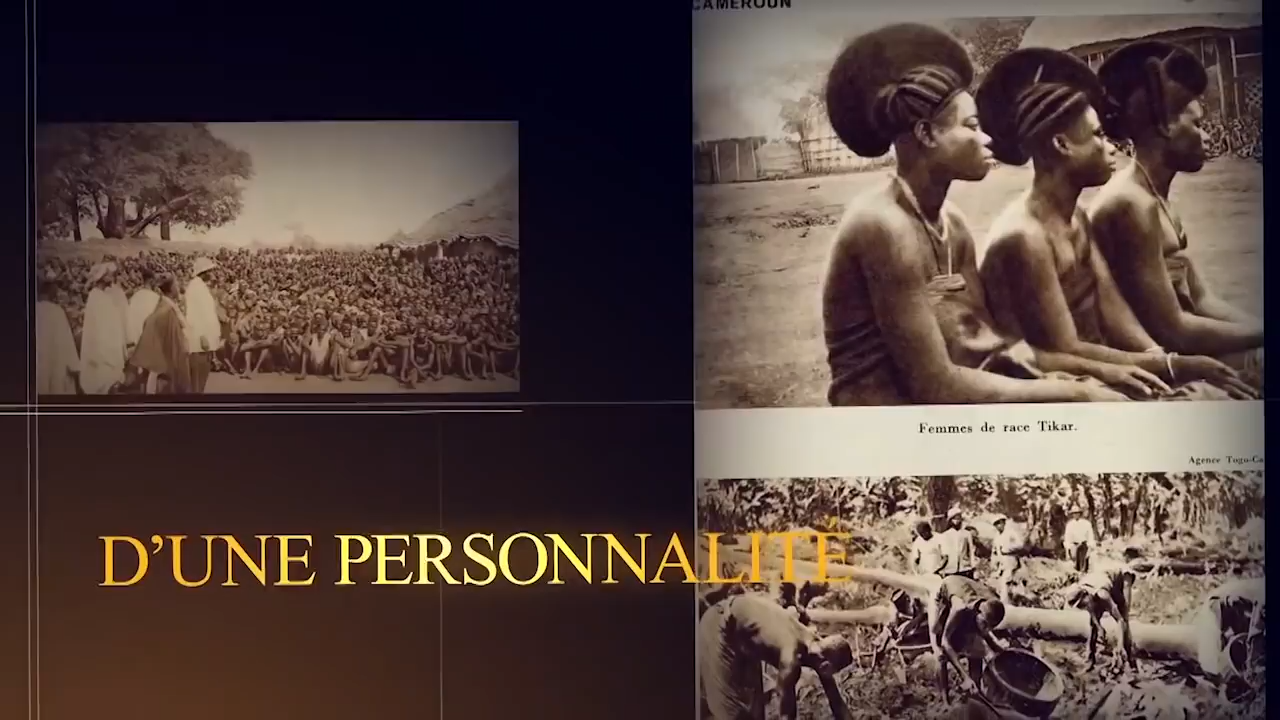 CAMEROUN
Femmes de race Tikar.
Agence Togo-Ca
D'UNE PERSONNALITÉ